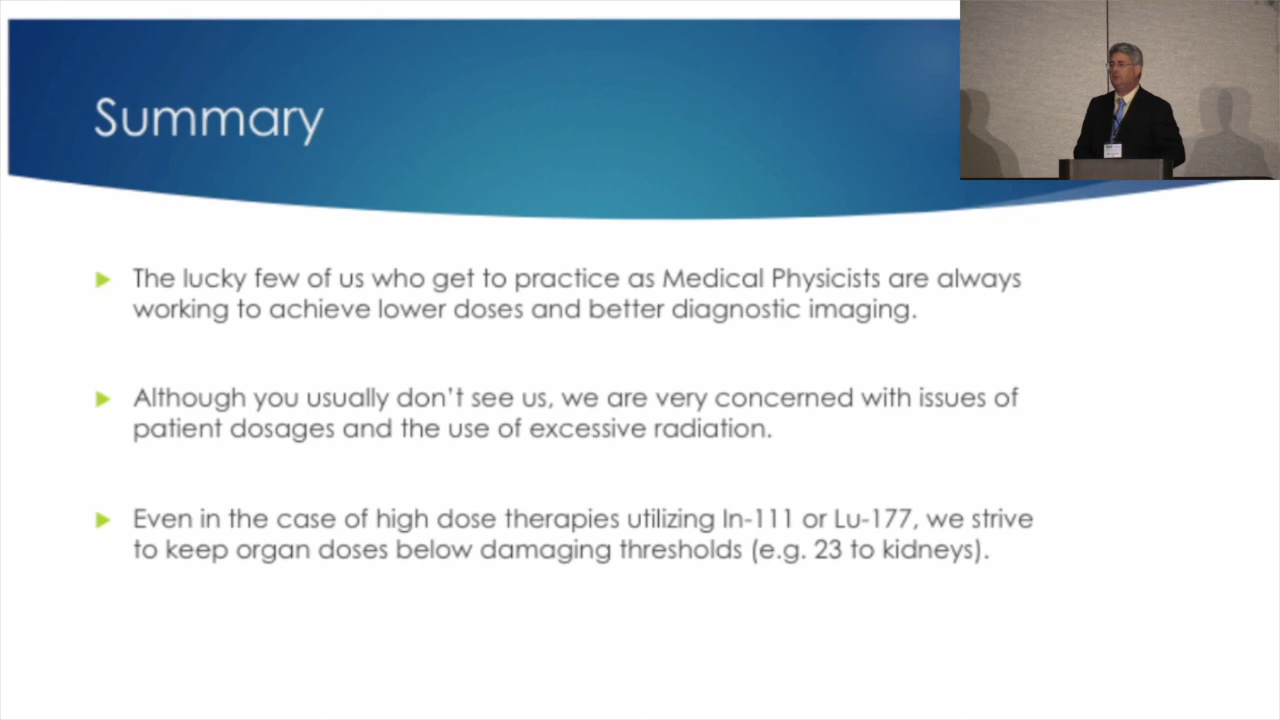 Summary
The lucky few of us who get to practice as Medical Physicists are always
working to achieve lower doses and better diagnostic imaging.
Although you usually don't see us, we are very concerned with issues of
patient dosages and the use of excessive radiation.
Even in the case of high dose therapies utilizing In-111 or Lu-177, we strive
to keep organ doses below damaging thresholds (e.g. 23 to kidneys).